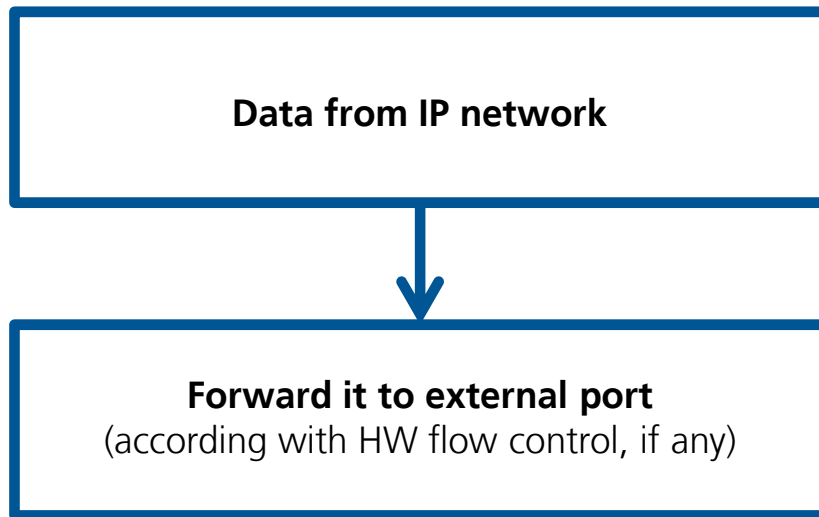 Data from IP network
Forward it to external port
(according with HW flow control, if any)